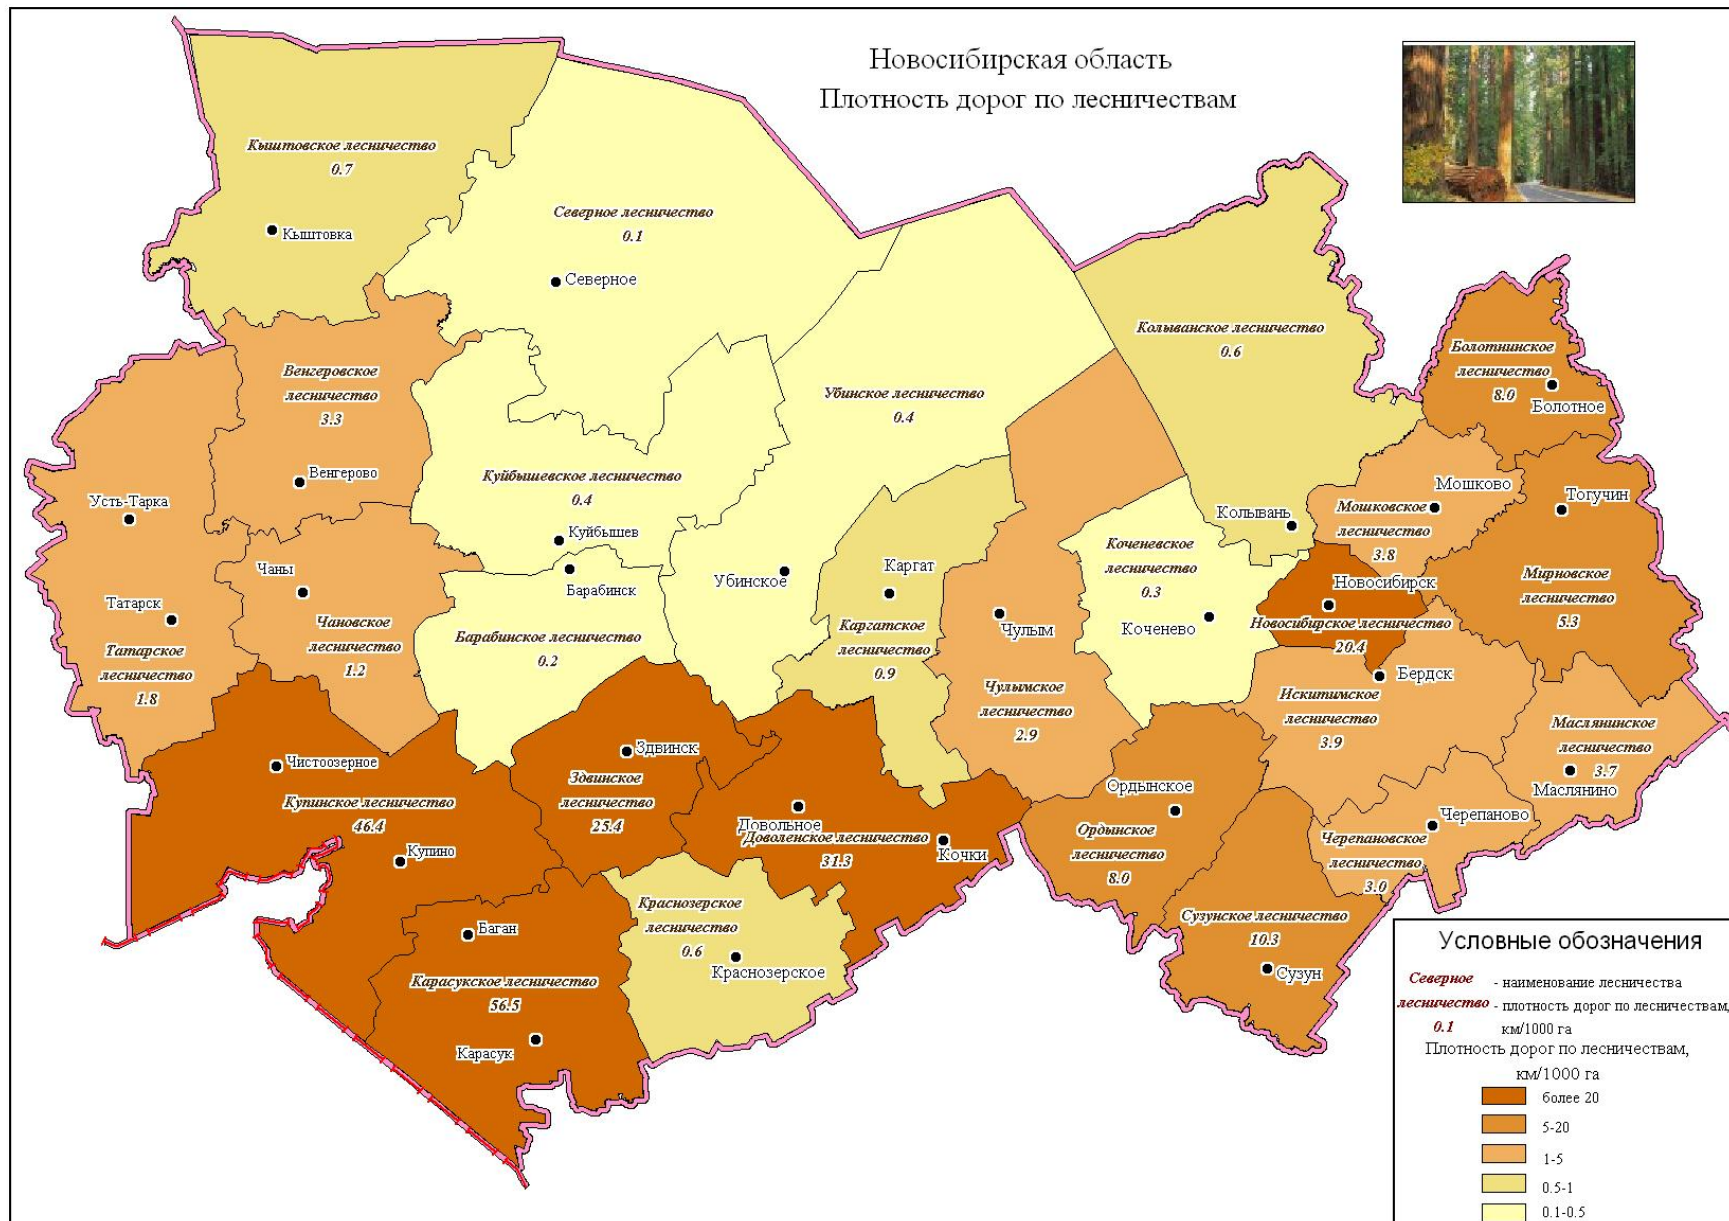 Новосибирская область
Плотность дорог по лесничествам
Кыштовское лесничество
0.7
Кыштовка
Северное лесничество
0.1
Северное
Колыванское лесничество
0.6
Колывань
Болотнинское
лесничество
8.0
Болотное
Венгеровское
лесничество
3.3
Венгерово
Убинское лесничество
0.4
Убинское
Куйбышевское лесничество
0.4
Куйбышев
Усть-Тарка
Татарск
Татарское
лесничество
1.8
Чаны
Чановское
лесничество
1.2
Барабинск
Барабинское лесничество
0.2
Каргат
Каргатское
лесничество
0.9
Чулым
Чулымское
лесничество
2.9
Коченевское
лесничество
0.3
Коченево
Мошково
Мошковское
лесничество
3.8
Тогучин
Мирновское
лесничество
5.3
Новосибирск
Новосибирское лесничество
20.4
Бердск
Искитимское
лесничество
3.9
Маслянинское
лесничество
3.7
Маслянино
Чистоозерное
Купинское лесничество
46.4
Купино
Здвинск
Здвинское
лесничество
25.4
Довольное
Доволенское лесничество
31.3
Кочки
Ордынское
Ордынское
лесничество
8.0
Черепаново
Черепановское
лесничество
3.0
Сузунское лесничество
10.3
Сузун
Краснозерское
лесничество
0.6
Краснозерское
Баган
Карасукское лесничество
56.5
Карасук
Условные обозначения
Северное - наименование лесничества
лесничество - плотность дорог по лесничествам,
0.1 км/1000 га
Плотность дорог по лесничествам,
км/1000 га
более 20
5-20
1-5
0.5-1
0.1-0.5